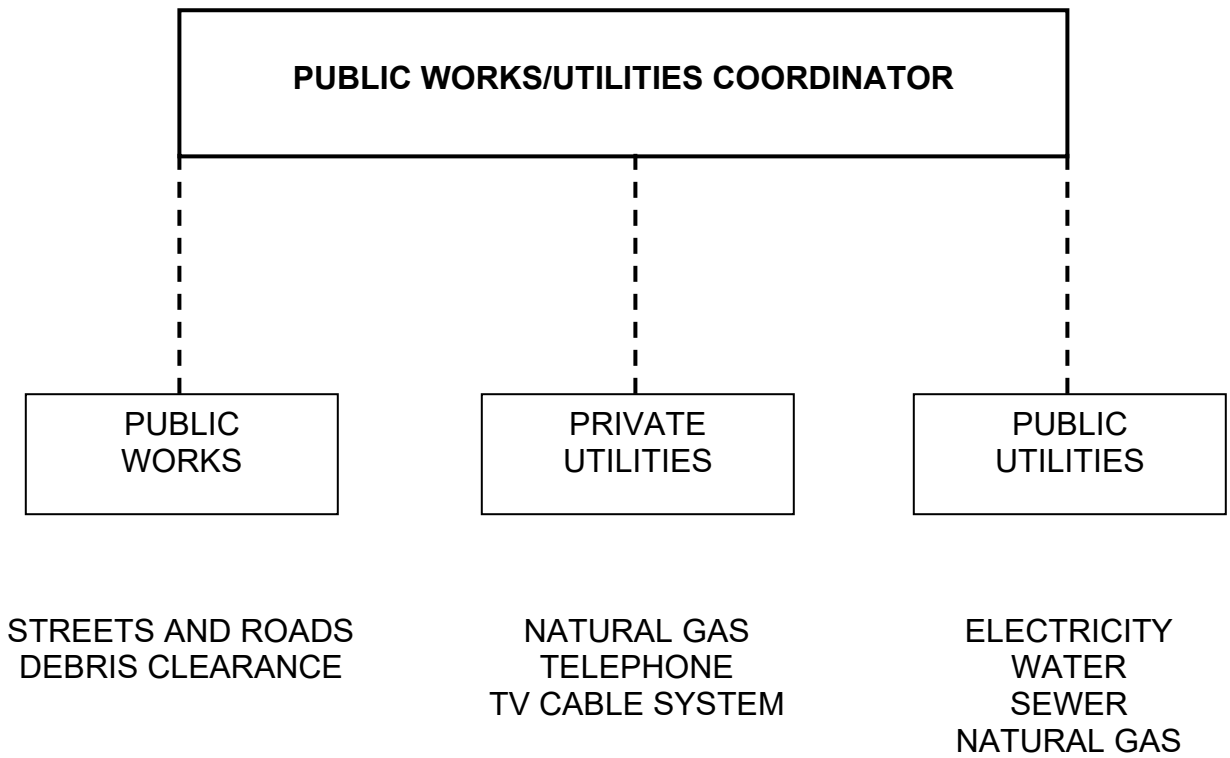 PUBLIC WORKS/UTILITIES COORDINATOR
PUBLIC
WORKS
PRIVATE
UTILITIES
PUBLIC
UTILITIES
STREETS AND ROADS
DEBRIS CLEARANCE
NATURAL GAS
TELEPHONE
TV CABLE SYSTEM
ELECTRICITY
WATER
SEWER
NATURAL GAS